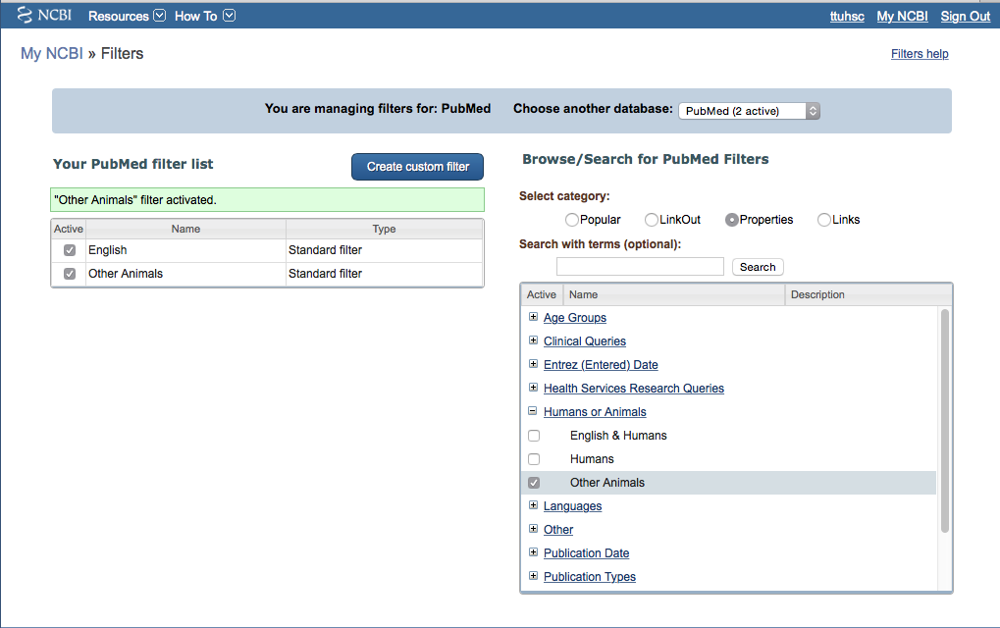 NCBI Resources How To ttuhsc My NCBI Sign Out
My NCBI » Filters Filters help
You are managing filters for: PubMed Choose another database: PubMed (2 active)
Your PubMed filter list
Create custom filter
"Other Animals" filter activated.
Active Name Type
English Standard filter
Other Animals Standard filter
Browse/Search for PubMed Filters
Select category:
Popular LinkOut Properties Links
Search with terms (optional):
Search
Active Name Description
Age Groups
Clinical Queries
Entrez (Entered) Date
Health Services Research Queries
Humans or Animals
English & Humans
Humans
Other Animals
Languages
Other
Publication Date
Publication Types